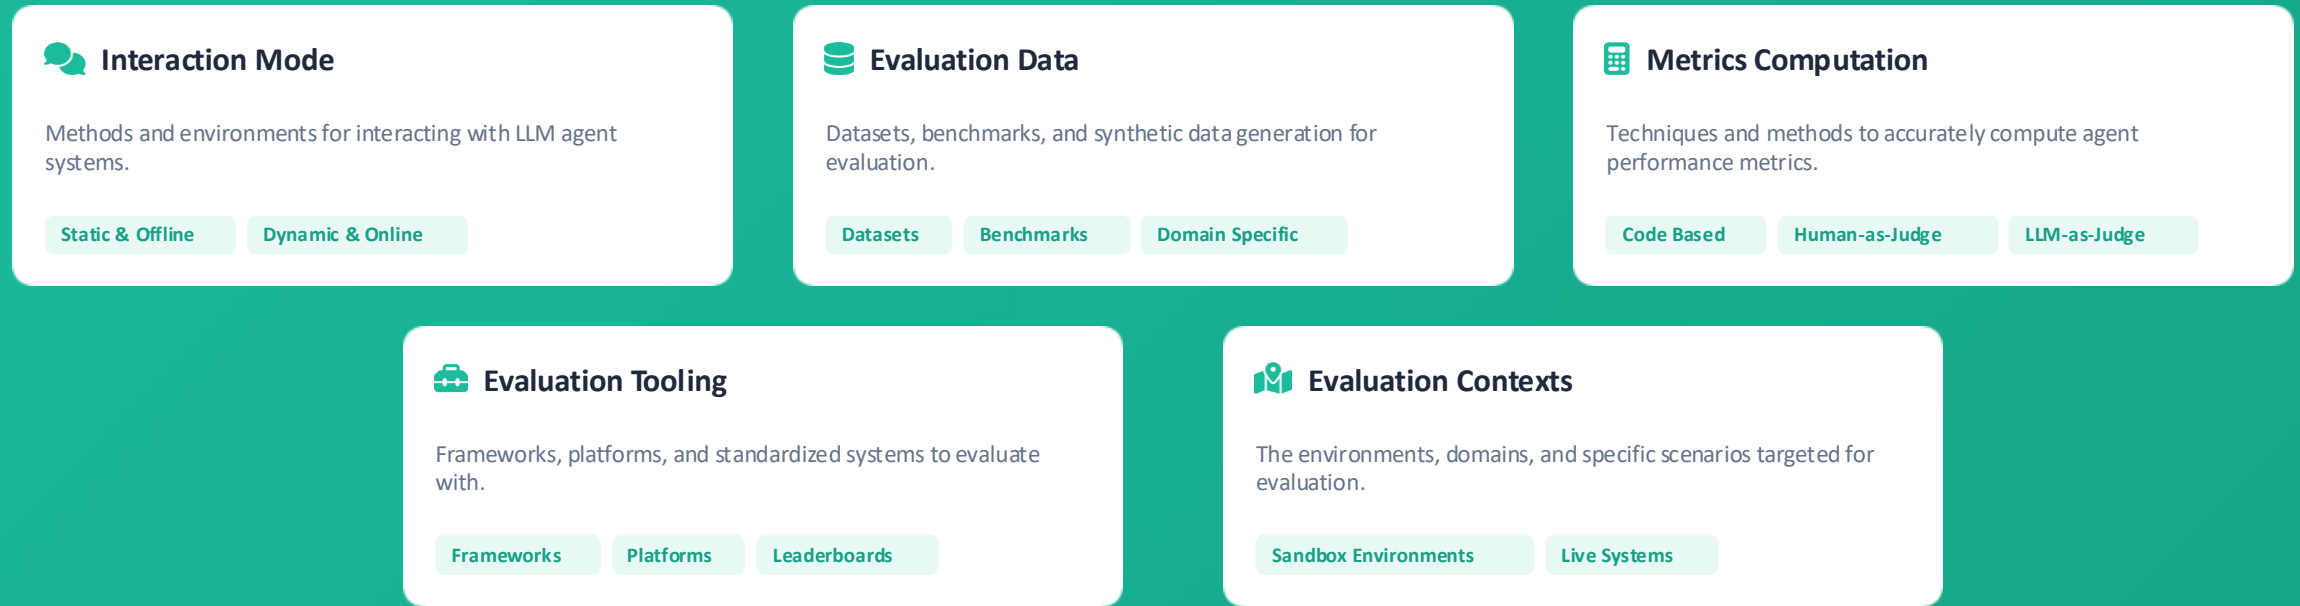 Interaction Mode
Methods and environments for interacting with LLM agent
systems.
Static & Offline
Dynamic & Online
Evaluation Data
Datasets, benchmarks, and synthetic data generation for
evaluation.
Datasets
Benchmarks
Domain Specific
Metrics Computation
Techniques and methods to accurately compute agent
performance metrics.
Code Based
Human-as-Judge
LLM-as-Judge
Evaluation Tooling
Frameworks, platforms, and standardized systems to evaluate
with.
Frameworks
Platforms
Leaderboards
Evaluation Contexts
The environments, domains, and specific scenarios targeted for
evaluation.
Sandbox Environments
Live Systems